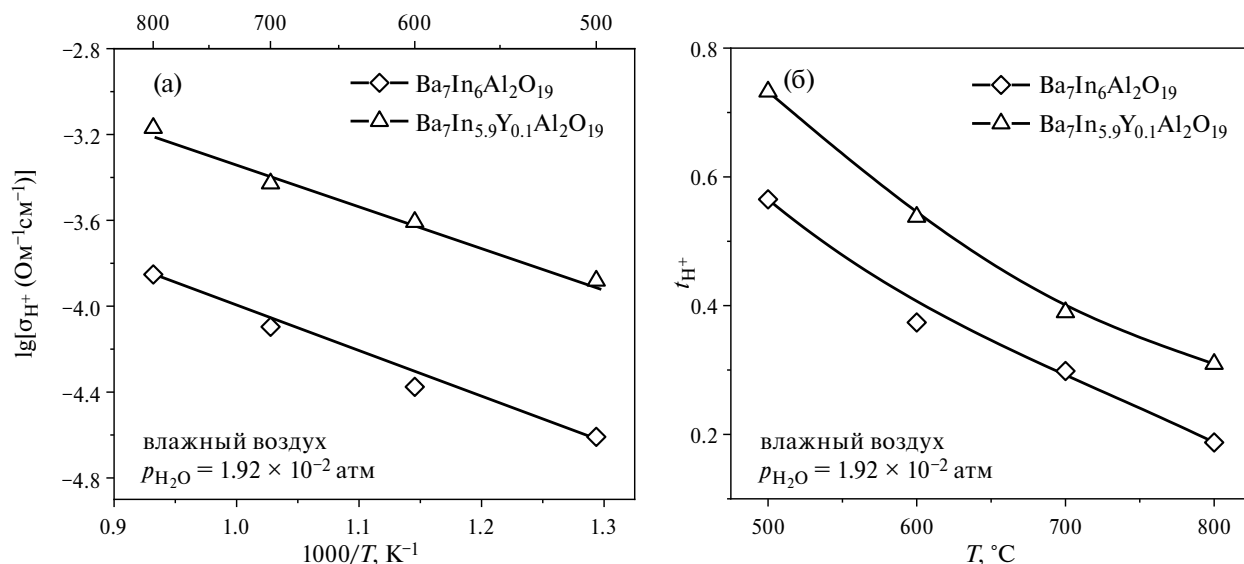 800 700 600 500
−2.8
−3.2
−3.6
−4.0
−4.4
−4.8
lg[σH⁺ (Ом⁻¹см⁻¹)]
(а)
Ba₇In₆Al₂O₁₉
Ba₇In₅.₉Y₀.₁Al₂O₁₉
влажный воздух
pH₂O = 1.92 × 10⁻² атм
0.9 1.0 1.1 1.2 1.3
1000/T, K⁻¹
0.8
0.6
0.4
0.2
tH⁺
(б)
Ba₇In₆Al₂O₁₉
Ba₇In₅.₉Y₀.₁Al₂O₁₉
влажный воздух
pH₂O = 1.92 × 10⁻² атм
500 600 700 800
T, °C